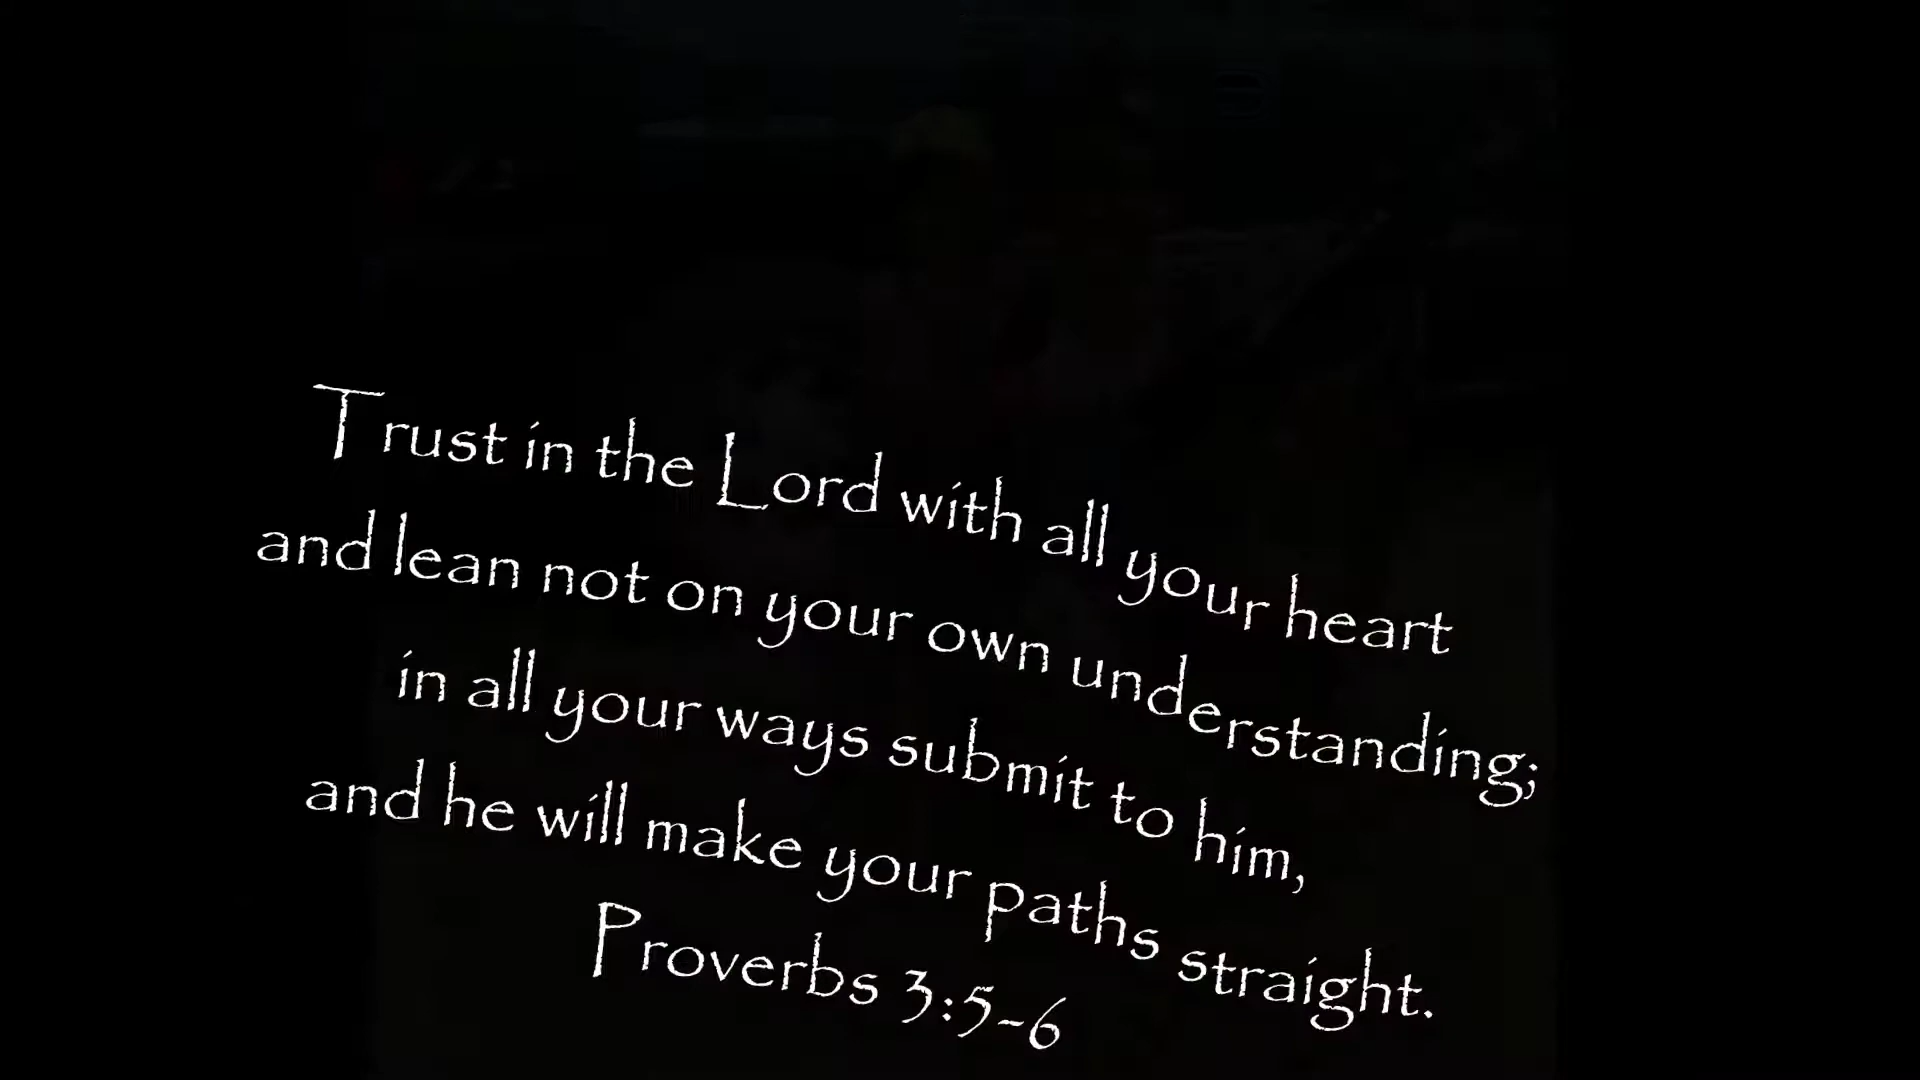 Trust in the Lord with all your heart
and lean not on your own understanding;
in all your ways submit to him,
and he will make your paths straight.
Proverbs 3:5-6